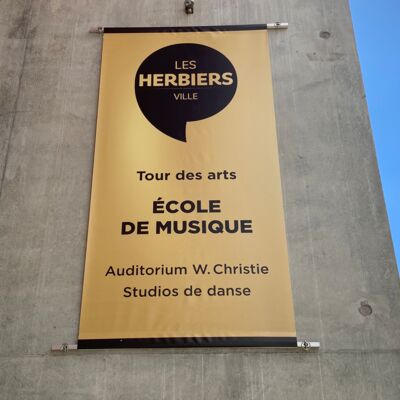 LES
HERBIERS
VILLE
Tour des arts
ÉCOLE
DE MUSIQUE
Auditorium W. Christie
Studios de danse